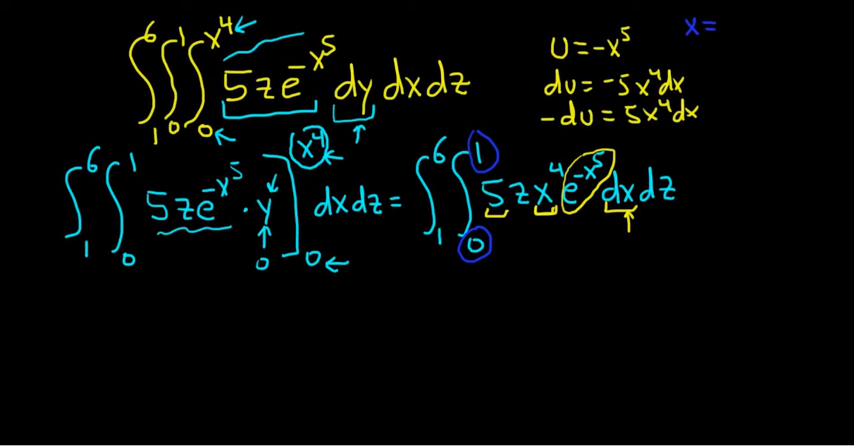 ∫₁⁶ ∫₀¹ ∫₀^{x⁴} 5ze^{-x⁵} dy dx dz
u = -x⁵
du = -5x⁴dx
-du = 5x⁴dx
x =
∫₁⁶ ∫₀¹ 5ze^{-x⁵} · y ]₀^{x⁴} dx dz = ∫₁⁶ ∫₀¹ 5zx⁴e^{-x⁵} dx dz
0